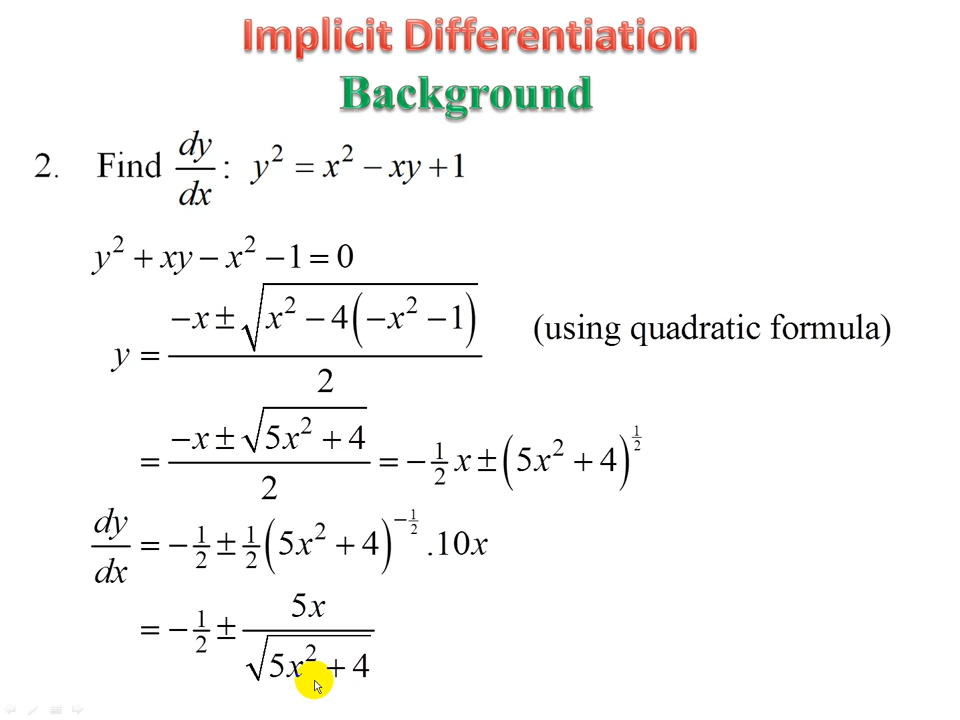 Implicit Differentiation
Background
2. Find dy/dx : y² = x² − xy + 1
y² + xy − x² − 1 = 0
y = (−x ± √(x² − 4(−x² − 1)))/2 (using quadratic formula)
= (−x ± √(5x² + 4))/2 = −½x ± (5x² + 4)^½
dy/dx = −½ ± ½(5x² + 4)^−½ .10x
= −½ ± 5x/√(5x² + 4)